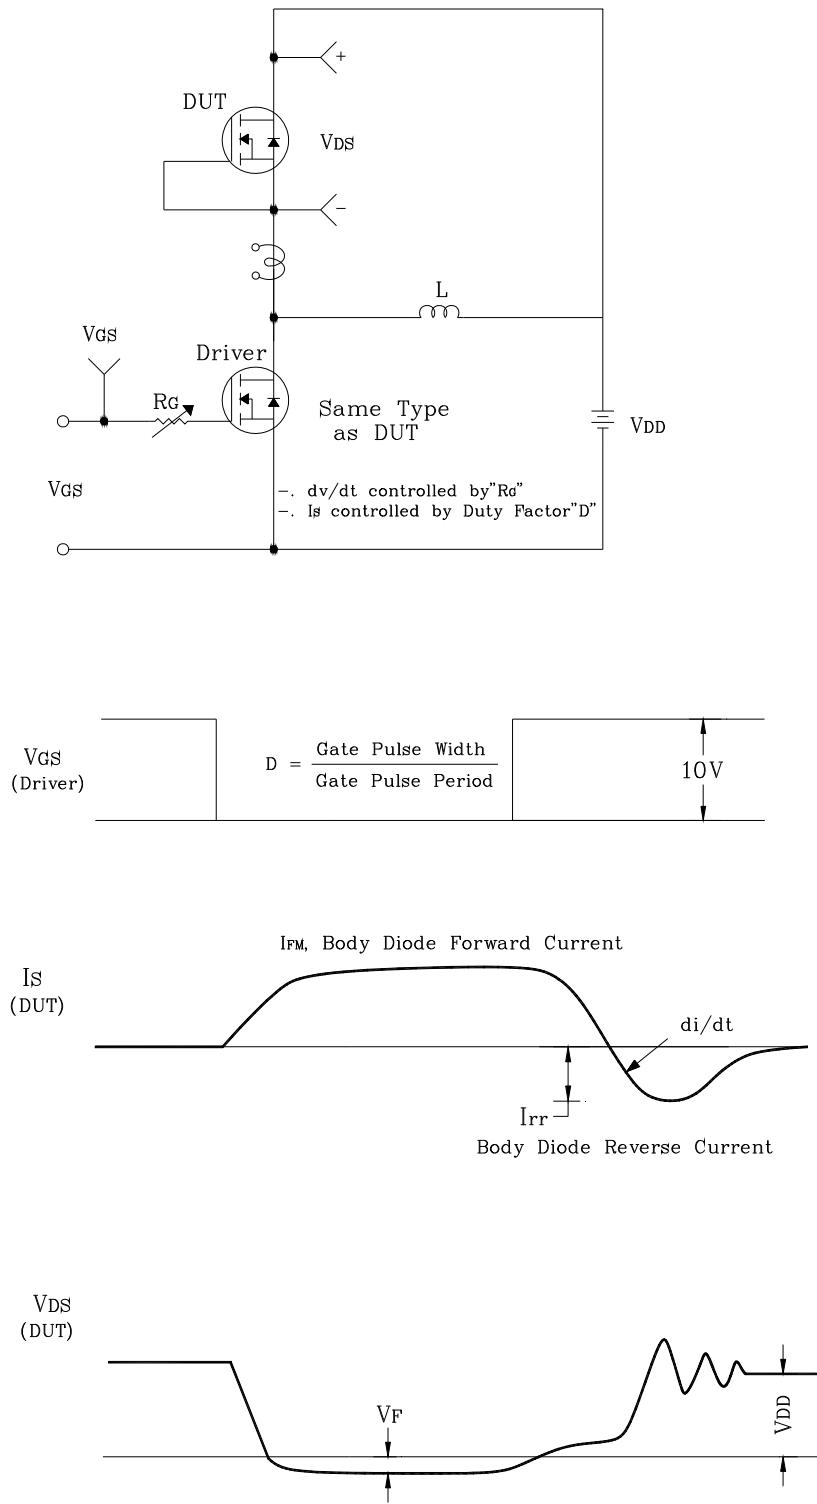 +
DUT
VDS
−
L
VGS
Driver
RG
Same Type
as DUT
VDD
VGS
−. dv/dt controlled by"RG"
−. Is controlled by Duty Factor"D"
VGS
(Driver)
D = Gate Pulse Width
Gate Pulse Period
10V
IFM, Body Diode Forward Current
IS
(DUT)
di/dt
Irr
Body Diode Reverse Current
VDS
(DUT)
VF
VDD